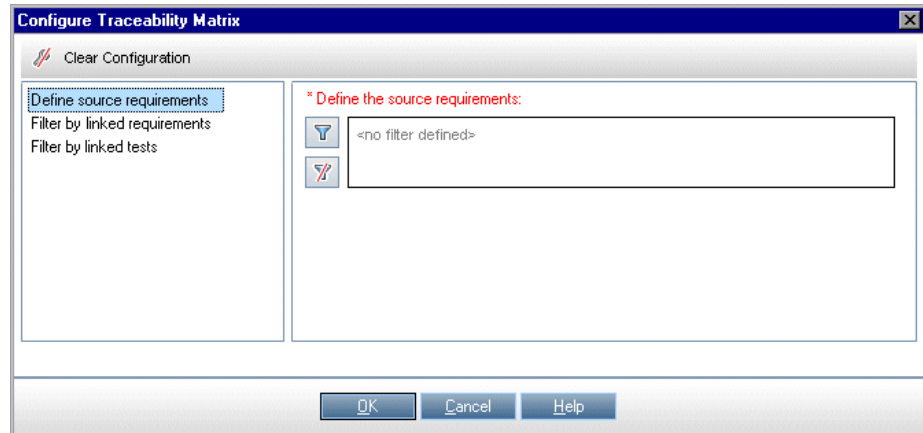 Configure Traceability Matrix
Clear Configuration
Define source requirements
Filter by linked requirements
Filter by linked tests
* Define the source requirements:
<no filter defined>
OK
Cancel
Help